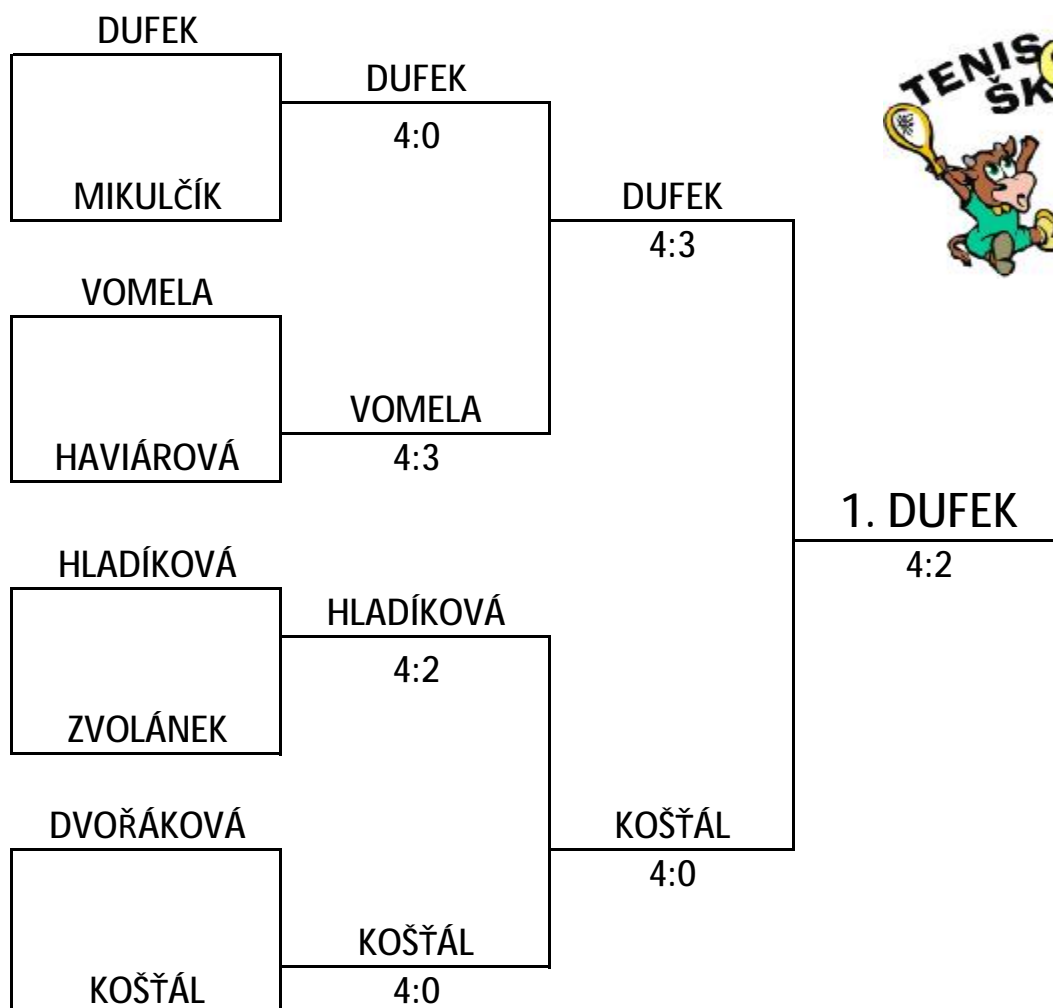 DUFEK
DUFEK
4:0
MIKULČÍK
DUFEK
4:3
VOMELA
VOMELA
HAVIÁROVÁ
4:3
1. DUFEK
4:2
HLADÍKOVÁ
HLADÍKOVÁ
4:2
ZVOLÁNEK
DVOŘÁKOVÁ
KOŠŤÁL
4:0
KOŠŤÁL
KOŠŤÁL
4:0
TENIS